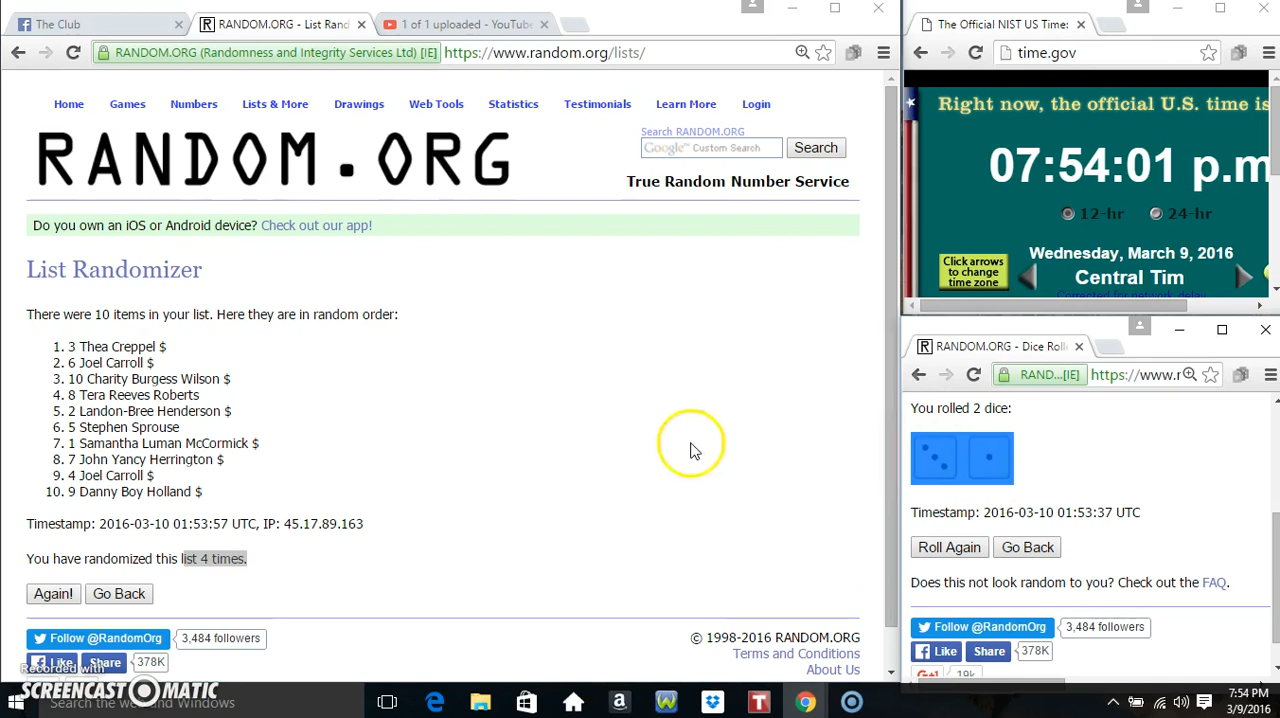 The Club
RANDOM.ORG - List Rand
1 of 1 uploaded - YouTube
RANDOM.ORG (Randomness and Integrity Services Ltd) [IE]
https://www.random.org/lists/
Home Games Numbers Lists & More Drawings Web Tools Statistics Testimonials Learn More Login
RANDOM.ORG
Search RANDOM.ORG
Google™ Custom Search
Search
True Random Number Service
Do you own an iOS or Android device? Check out our app!
List Randomizer
There were 10 items in your list. Here they are in random order:
1. 3 Thea Creppel $
2. 6 Joel Carroll $
3. 10 Charity Burgess Wilson $
4. 8 Tera Reeves Roberts
5. 2 Landon-Bree Henderson $
6. 5 Stephen Sprouse
7. 1 Samantha Luman McCormick $
8. 7 John Yancy Herrington $
9. 4 Joel Carroll $
10. 9 Danny Boy Holland $
Timestamp: 2016-03-10 01:53:57 UTC, IP: 45.17.89.163
You have randomized this list 4 times.
Again! Go Back
Follow @RandomOrg 3,484 followers
Like Share 378K
© 1998-2016 RANDOM.ORG
Terms and Conditions
About Us
The Official NIST US Time:
time.gov
Right now, the official U.S. time is
07:54:01 p.m
12-hr 24-hr
Wednesday, March 9, 2016
Click arrows
to change
time zone
Central Tim
Corrected for network delay
RANDOM.ORG - Dice Roll
RAND...[IE]
https://www.r
You rolled 2 dice:
Timestamp: 2016-03-10 01:53:37 UTC
Roll Again Go Back
Does this not look random to you? Check out the FAQ.
Follow @RandomOrg 3,484 followers
Like Share 378K
G+1 19k
Recorded with
SCREENCAST-O-MATIC
Search the web and Windows
7:54 PM
3/9/2016